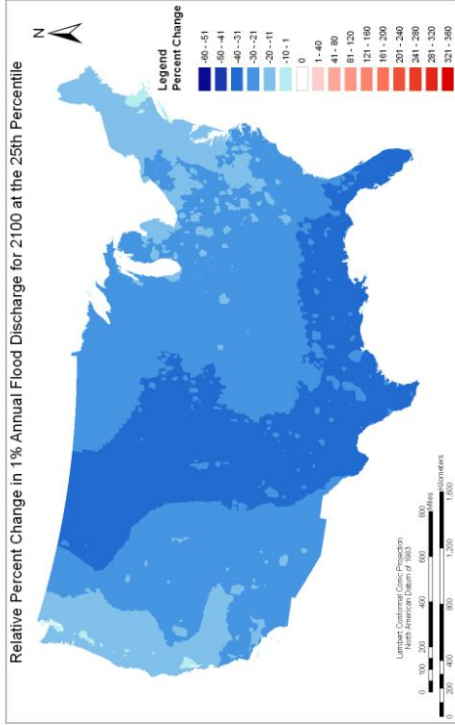 Relative Percent Change in 1% Annual Flood Discharge for 2100 at the 25th Percentile
N
Legend
Percent Change
-60 - -51
-50 - -41
-40 - -31
-30 - -21
-20 - -11
-10 - -1
0
1 - 40
41 - 80
81 - 120
121 - 160
161 - 200
201 - 240
241 - 280
281 - 320
321 - 360
Lambert Conformal Conic Projection
North American Datum of 1983
0 100 200 400 600 800
Miles
Kilometers
0 200 400 800 1,200 1,600